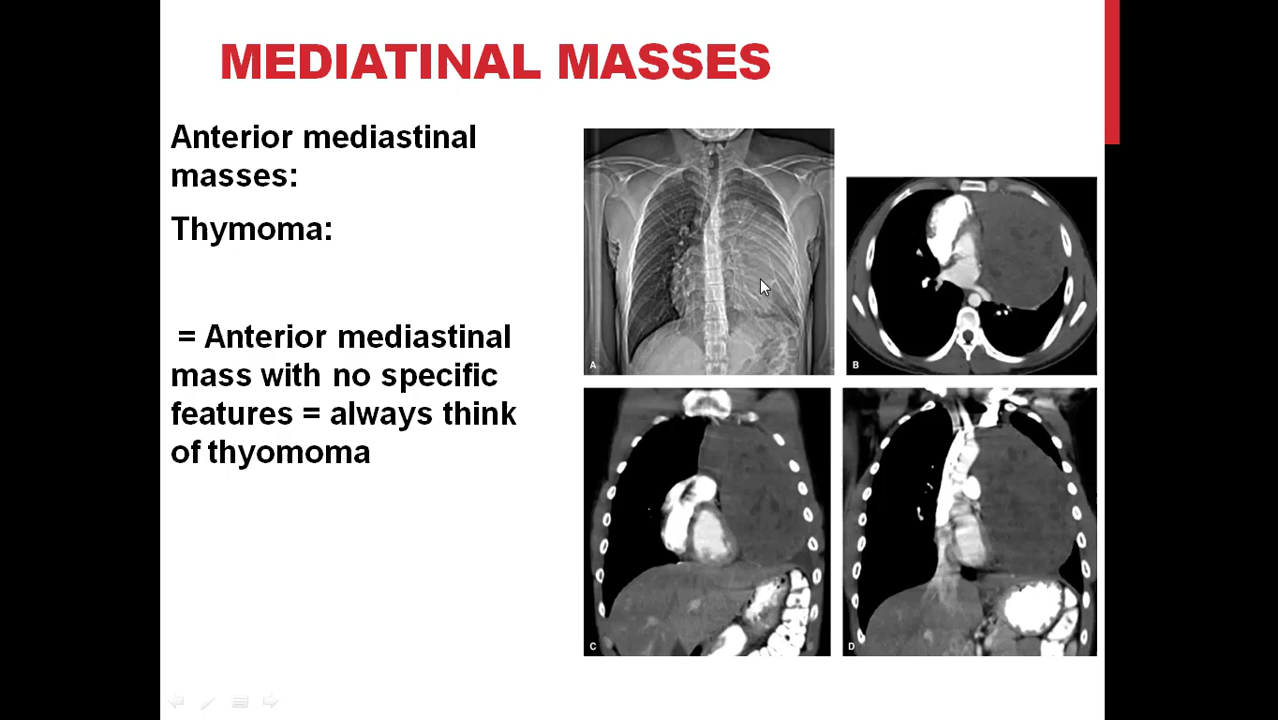 MEDIATINAL MASSES
Anterior mediastinal
masses:
Thymoma:
= Anterior mediastinal
mass with no specific
features = always think
of thyomoma
A
B
C
D